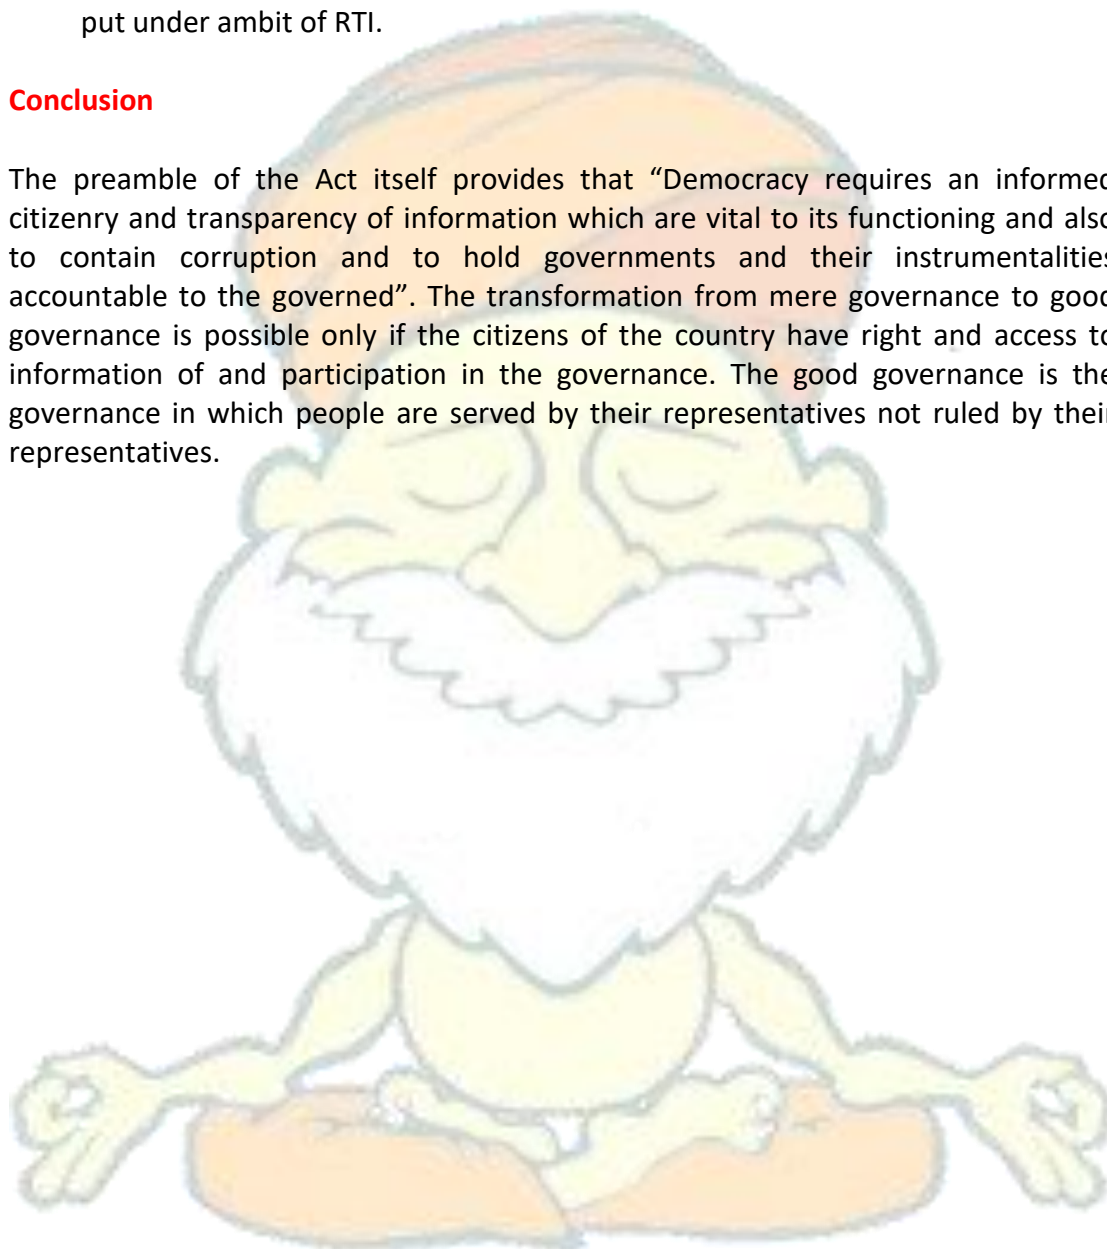 put under ambit of RTI.
Conclusion
The preamble of the Act itself provides that “Democracy requires an informed
citizenry and transparency of information which are vital to its functioning and also
to contain corruption and to hold governments and their instrumentalities
accountable to the governed”. The transformation from mere governance to good
governance is possible only if the citizens of the country have right and access to
information of and participation in the governance. The good governance is the
governance in which people are served by their representatives not ruled by their
representatives.